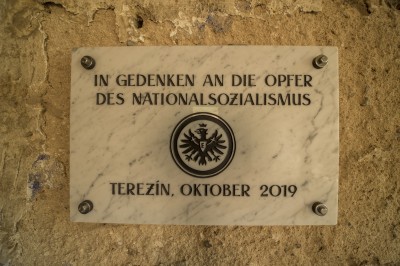 IN GEDENKEN AN DIE OPFER
DES NATIONALSOZIALISMUS
TEREZÍN, OKTOBER 2019